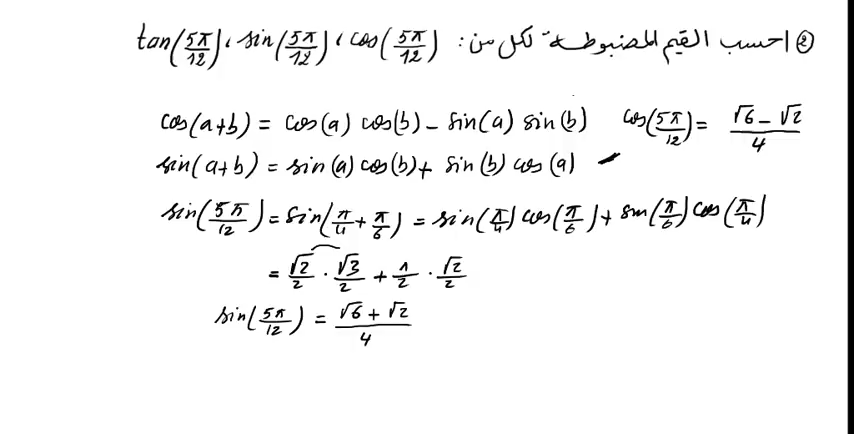 ② احسب القيم المضبوطة لكل من : cos(5π/12) ، sin(5π/12) ، tan(5π/12)
cos(a+b) = cos(a) cos(b) - sin(a) sin(b) cos(5π/12) = (√6 - √2)/4
sin(a+b) = sin(a) cos(b) + sin(b) cos(a)
sin(5π/12) = sin(π/4 + π/6) = sin(π/4) cos(π/6) + sin(π/6) cos(π/4)
= √2/2 · √3/2 + 1/2 · √2/2
sin(5π/12) = (√6 + √2)/4